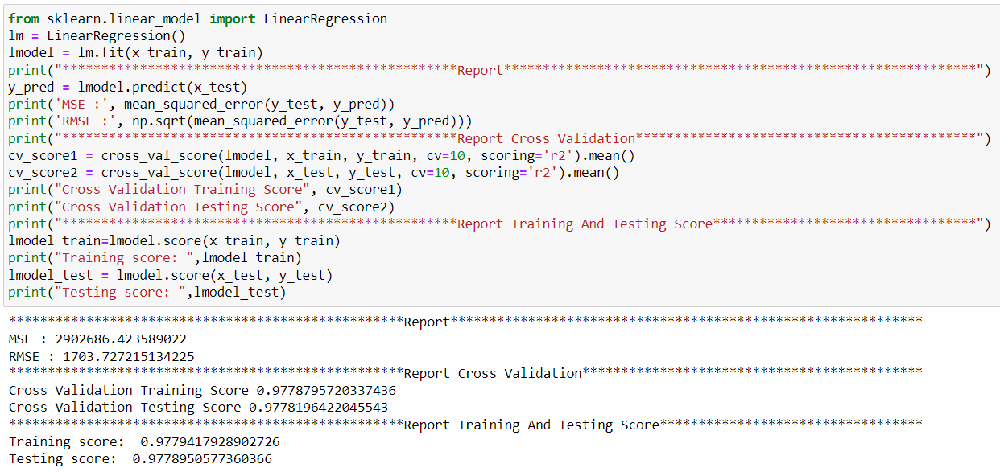 from sklearn.linear_model import LinearRegression
lm = LinearRegression()
lmodel = lm.fit(x_train, y_train)
print("***************************************************Report*************************************************************")
y_pred = lmodel.predict(x_test)
print('MSE :', mean_squared_error(y_test, y_pred))
print('RMSE :', np.sqrt(mean_squared_error(y_test, y_pred)))
print("***************************************************Report Cross Validation********************************************")
cv_score1 = cross_val_score(lmodel, x_train, y_train, cv=10, scoring='r2').mean()
cv_score2 = cross_val_score(lmodel, x_test, y_test, cv=10, scoring='r2').mean()
print("Cross Validation Training Score", cv_score1)
print("Cross Validation Testing Score", cv_score2)
print("***************************************************Report Training And Testing Score**********************************")
lmodel_train=lmodel.score(x_train, y_train)
print("Training score: ",lmodel_train)
lmodel_test = lmodel.score(x_test, y_test)
print("Testing score: ",lmodel_test)
***************************************************Report*************************************************************
MSE : 2902686.423589022
RMSE : 1703.727215134225
***************************************************Report Cross Validation********************************************
Cross Validation Training Score 0.9778795720337436
Cross Validation Testing Score 0.9778196422045543
***************************************************Report Training And Testing Score**********************************
Training score:  0.9779417928902726
Testing score:  0.9778950577360366